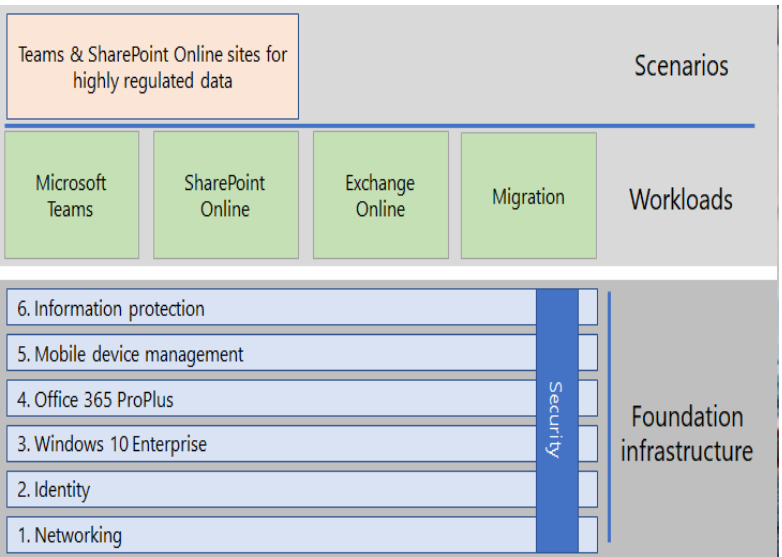 Teams & SharePoint Online sites for
highly regulated data
Scenarios
Microsoft
Teams
SharePoint
Online
Exchange
Online
Migration
Workloads
6. Information protection
5. Mobile device management
4. Office 365 ProPlus
3. Windows 10 Enterprise
2. Identity
1. Networking
Security
Foundation
infrastructure